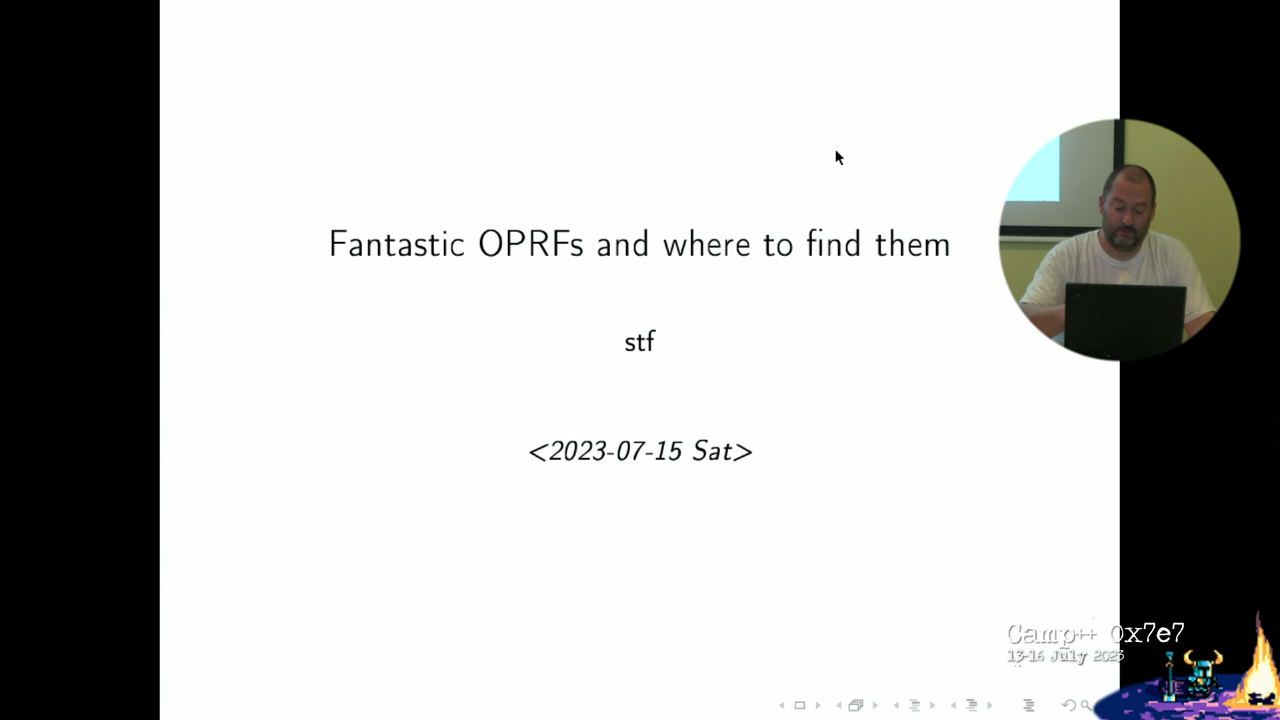 Fantastic OPRFs and where to find them
stf
<2023-07-15 Sat>
Camp++ 0x7e7
13-16 July 2023